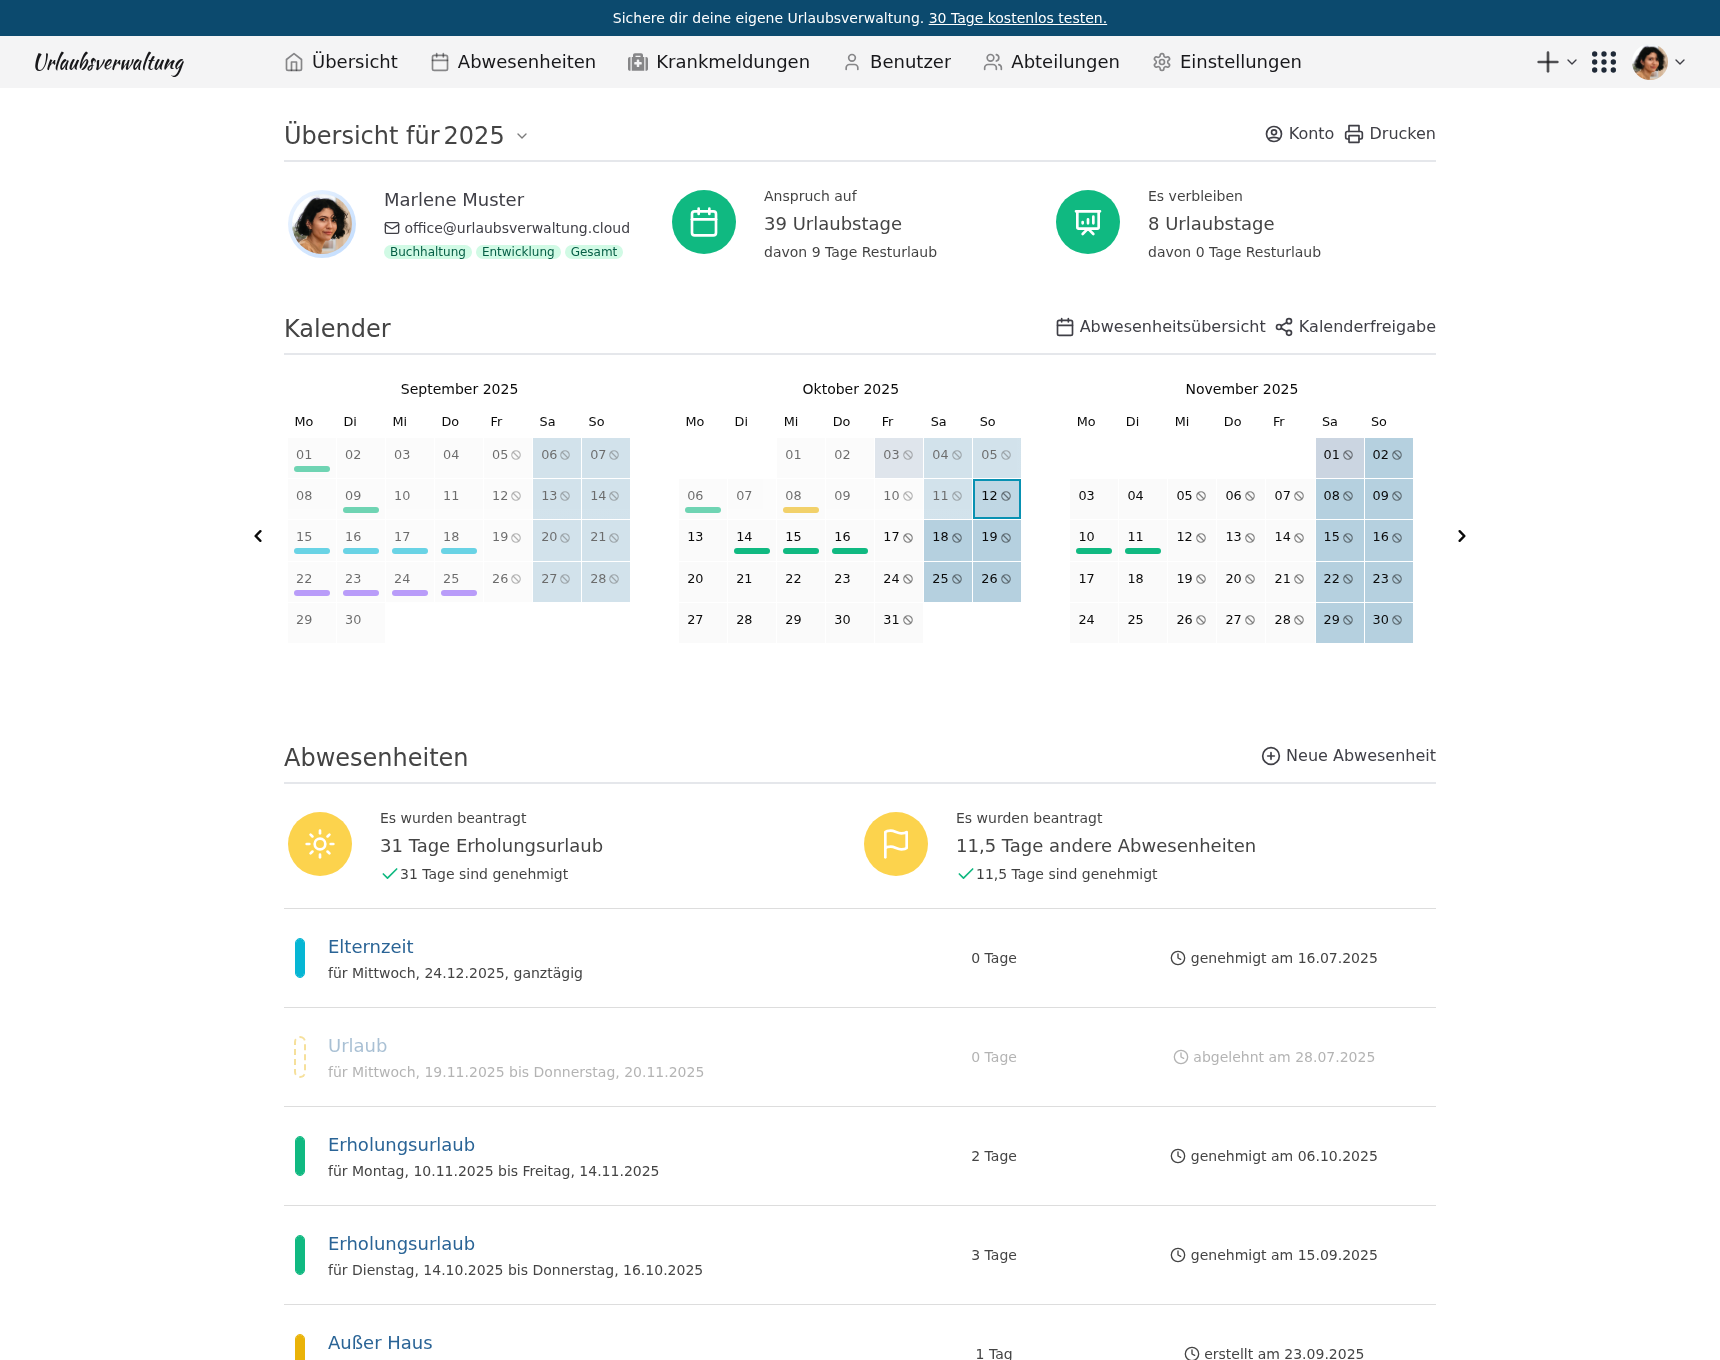 Sichere dir deine eigene Urlaubsverwaltung. 30 Tage kostenlos testen.
Urlaubsverwaltung Übersicht Abwesenheiten Krankmeldungen Benutzer Abteilungen Einstellungen
Übersicht für 2025 Konto Drucken
Marlene Muster
office@urlaubsverwaltung.cloud
Buchhaltung Entwicklung Gesamt
Anspruch auf
39 Urlaubstage
davon 9 Tage Resturlaub
Es verbleiben
8 Urlaubstage
davon 0 Tage Resturlaub
Kalender Abwesenheitsübersicht Kalenderfreigabe
September 2025
Mo Di Mi Do Fr Sa So
01 02 03 04 05 06 07
08 09 10 11 12 13 14
15 16 17 18 19 20 21
22 23 24 25 26 27 28
29 30
Oktober 2025
Mo Di Mi Do Fr Sa So
01 02 03 04 05
06 07 08 09 10 11 12
13 14 15 16 17 18 19
20 21 22 23 24 25 26
27 28 29 30 31
November 2025
Mo Di Mi Do Fr Sa So
01 02
03 04 05 06 07 08 09
10 11 12 13 14 15 16
17 18 19 20 21 22 23
24 25 26 27 28 29 30
Abwesenheiten Neue Abwesenheit
Es wurden beantragt
31 Tage Erholungsurlaub
31 Tage sind genehmigt
Es wurden beantragt
11,5 Tage andere Abwesenheiten
11,5 Tage sind genehmigt
Elternzeit
für Mittwoch, 24.12.2025, ganztägig
0 Tage
genehmigt am 16.07.2025
Urlaub
für Mittwoch, 19.11.2025 bis Donnerstag, 20.11.2025
0 Tage
abgelehnt am 28.07.2025
Erholungsurlaub
für Montag, 10.11.2025 bis Freitag, 14.11.2025
2 Tage
genehmigt am 06.10.2025
Erholungsurlaub
für Dienstag, 14.10.2025 bis Donnerstag, 16.10.2025
3 Tage
genehmigt am 15.09.2025
Außer Haus
1 Tag
erstellt am 23.09.2025